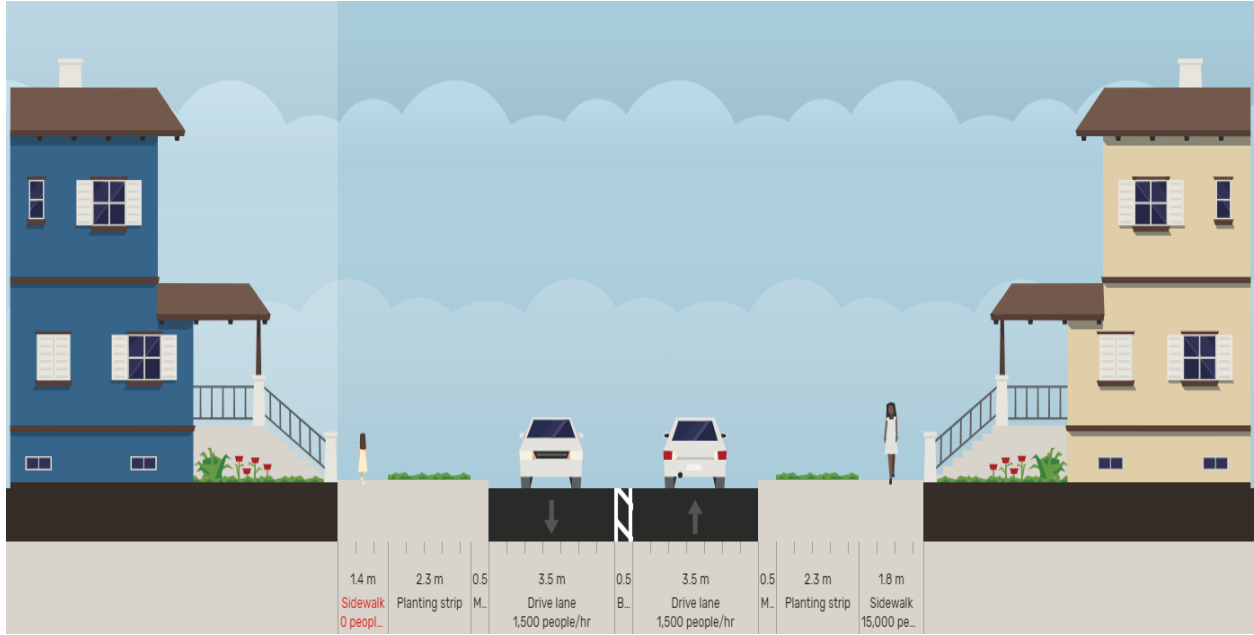 1.4 m
Sidewalk
0 peopl...
2.3 m
Planting strip
0.5
M...
3.5 m
Drive lane
1,500 people/hr
0.5
B...
3.5 m
Drive lane
1,500 people/hr
0.5
M...
2.3 m
Planting strip
1.8 m
Sidewalk
15,000 pe...